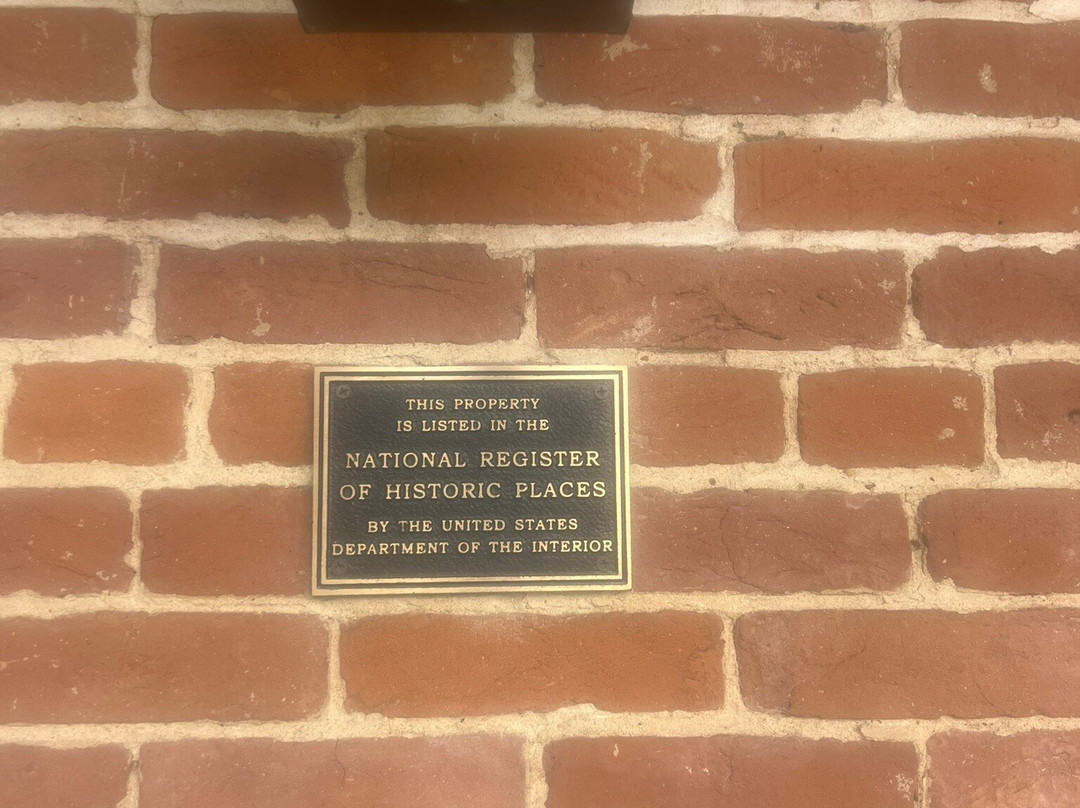 THIS PROPERTY
IS LISTED IN THE
NATIONAL REGISTER
OF HISTORIC PLACES
BY THE UNITED STATES
DEPARTMENT OF THE INTERIOR